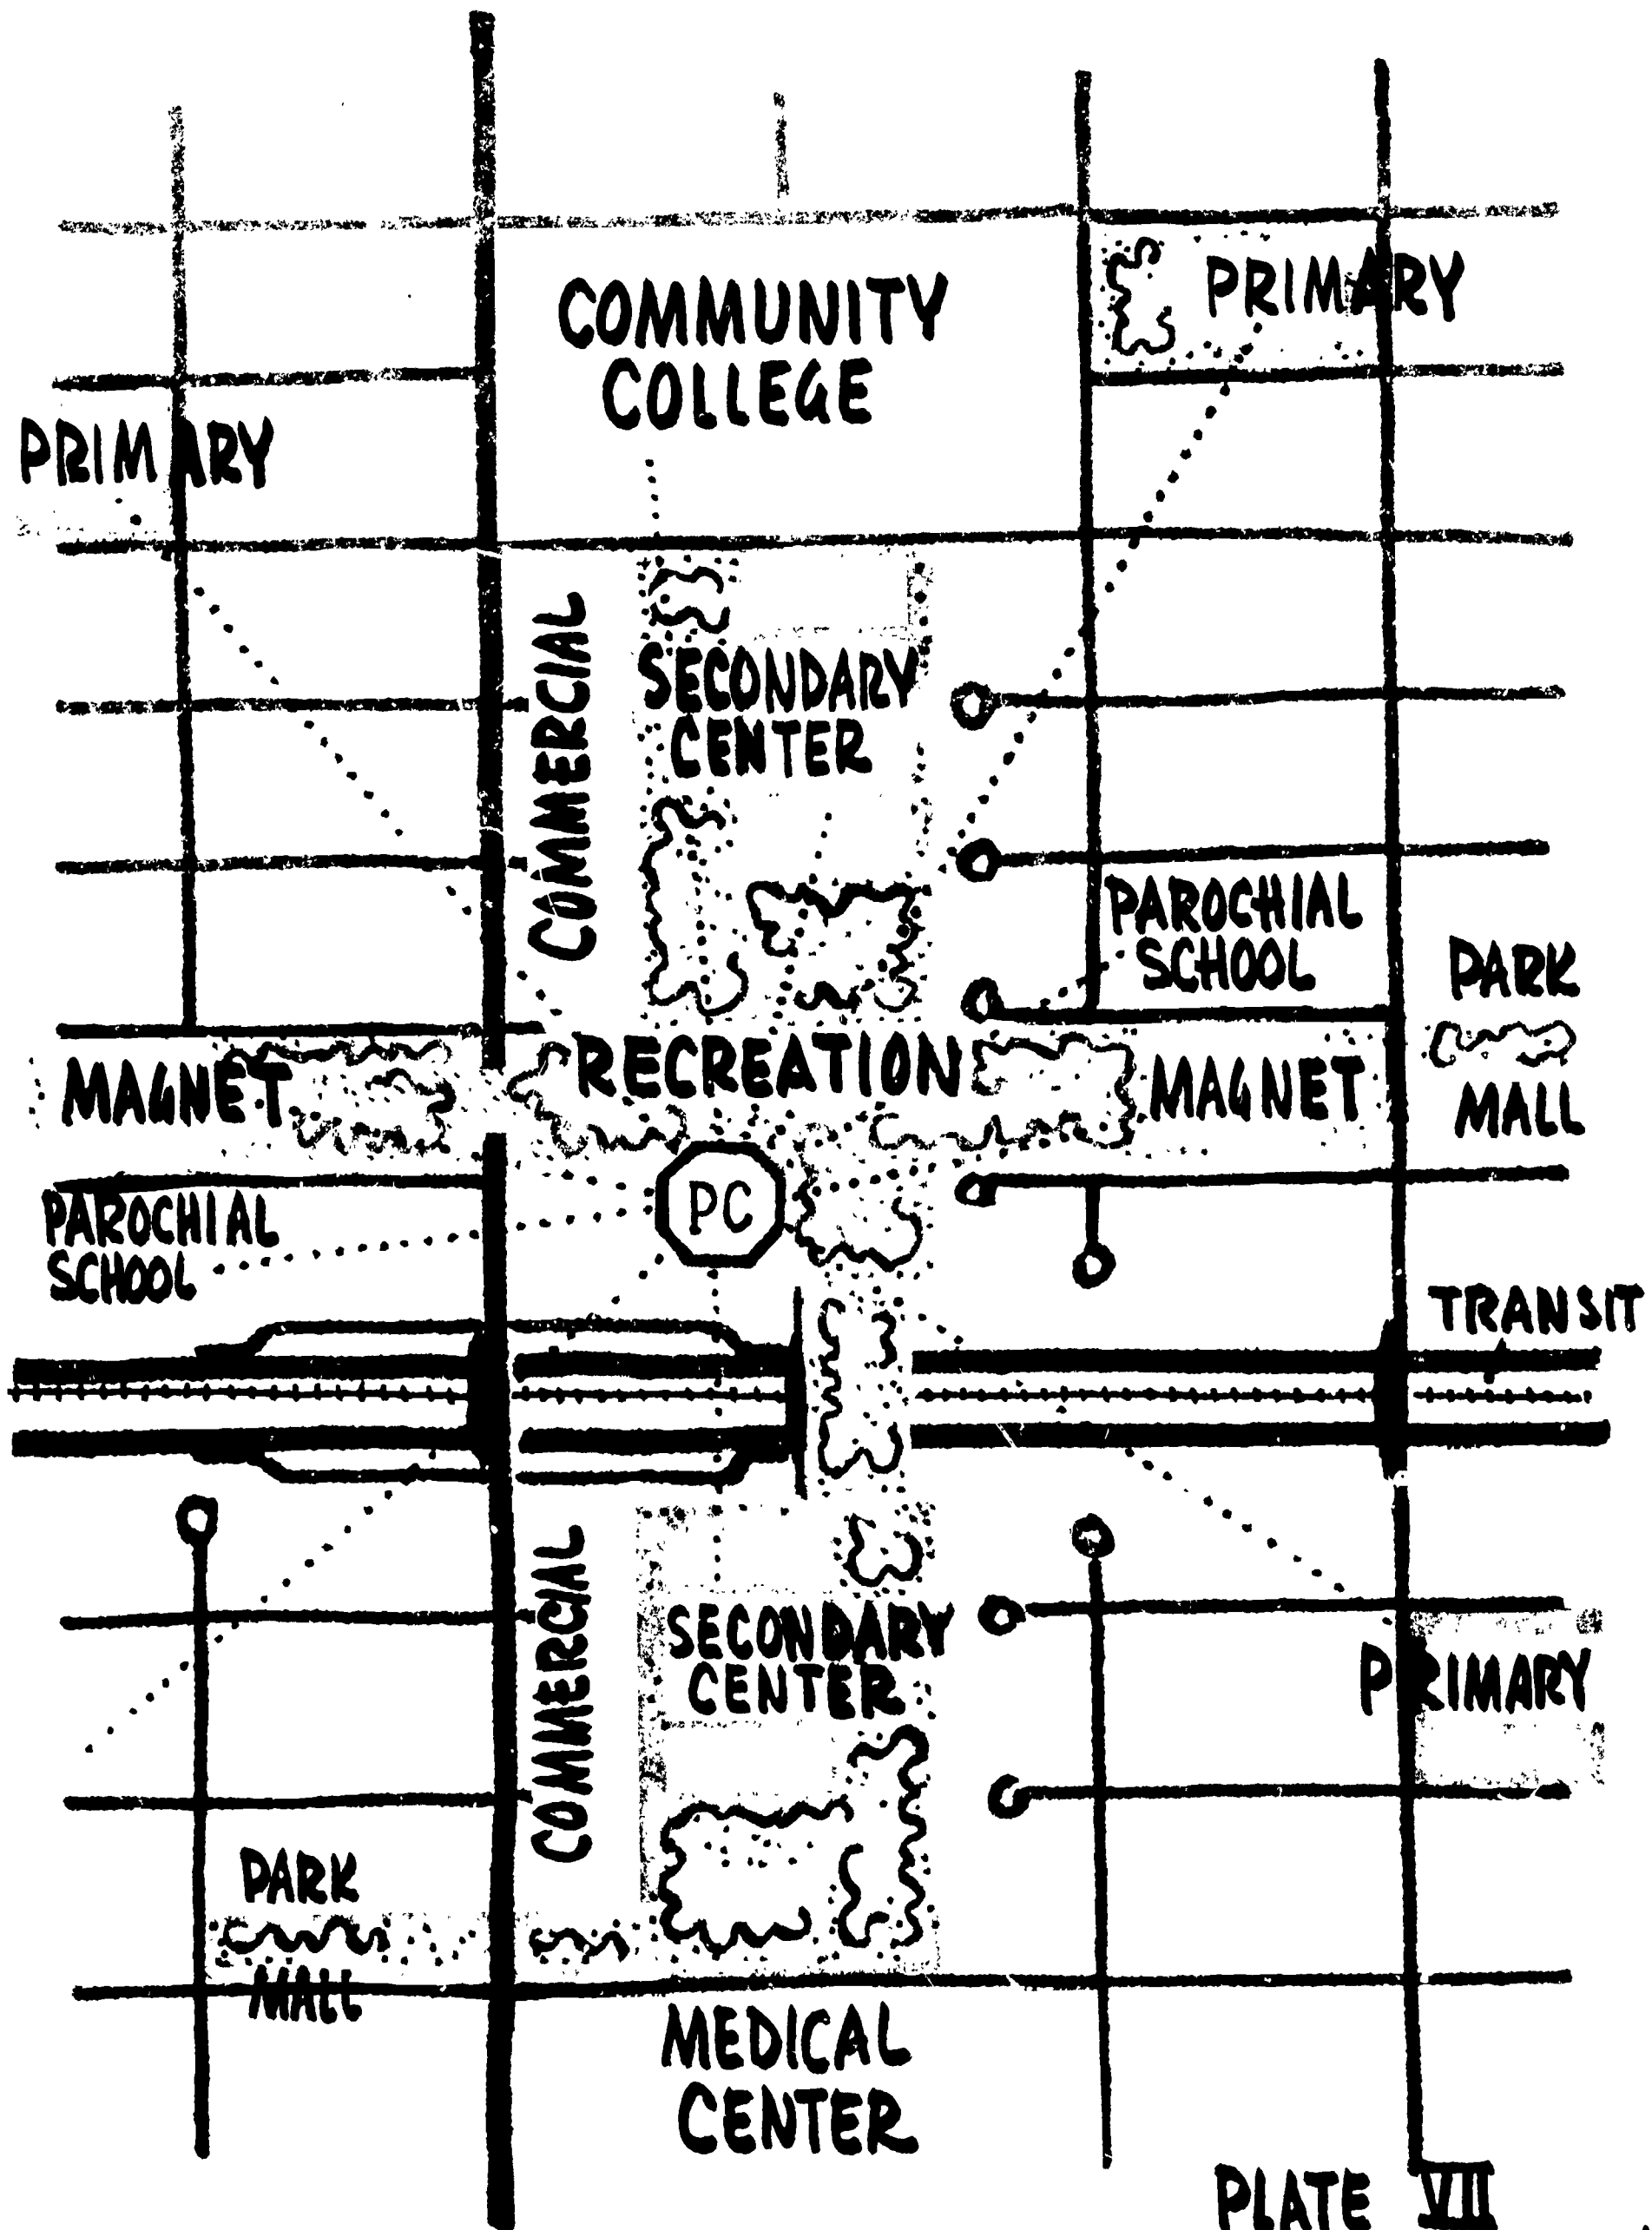 COMMUNITY
COLLEGE
PRIMARY
PRIMARY
COMMERCIAL
SECONDARY
CENTER
PAROCHIAL
SCHOOL
PARK
MALL
MAGNET
RECREATION
MAGNET
PC
PAROCHIAL
SCHOOL
TRANSIT
COMMERCIAL
SECONDARY
CENTER
PRIMARY
PARK
MALL
MEDICAL
CENTER
PLATE VII